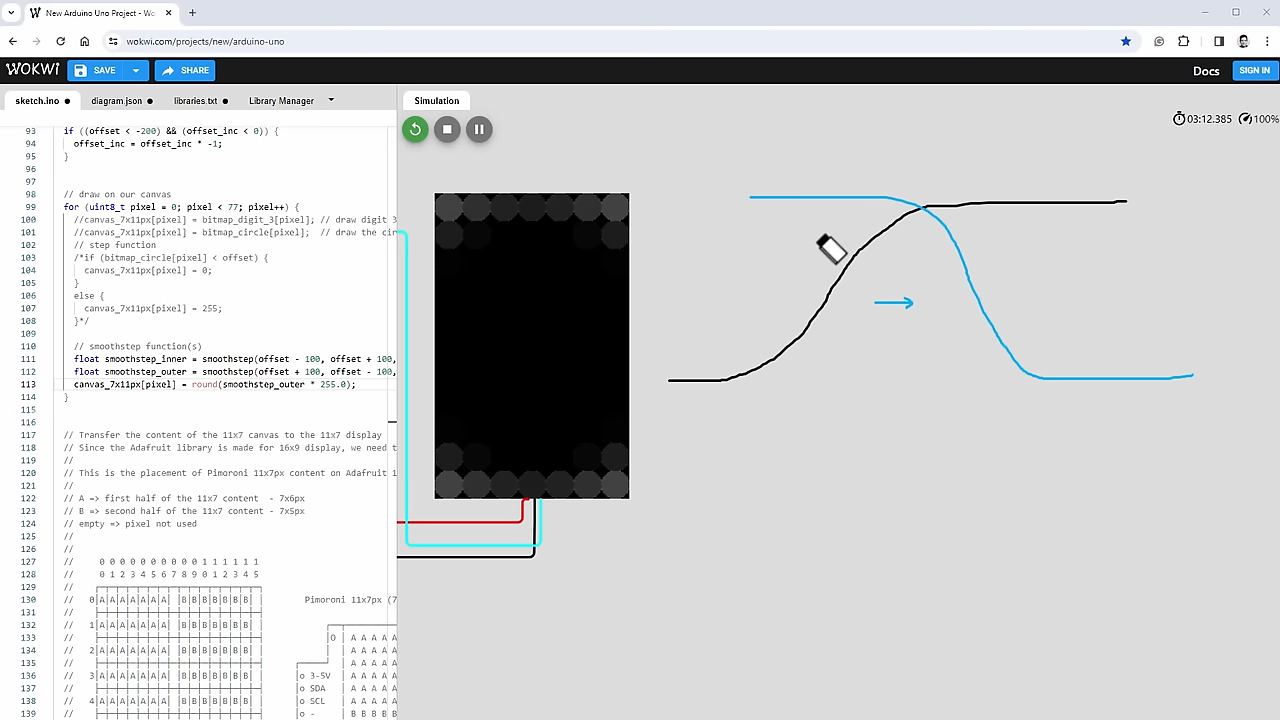 New Arduino Uno Project - Wo
wokwi.com/projects/new/arduino-uno
WOKWI SAVE SHARE Docs SIGN IN
sketch.ino diagram.json libraries.txt Library Manager Simulation
03:12.385 100%
93 if ((offset < -200) && (offset_inc < 0)) {
94 offset_inc = offset_inc * -1;
95 }
96
97
98 // draw on our canvas
99 for (uint8_t pixel = 0; pixel < 77; pixel++) {
100 //canvas_7x11px[pixel] = bitmap_digit_3[pixel]; // draw digit 3
101 //canvas_7x11px[pixel] = bitmap_circle[pixel]; // draw the cir
102 // step function
103 /*if (bitmap_circle[pixel] < offset) {
104 canvas_7x11px[pixel] = 0;
105 }
106 else {
107 canvas_7x11px[pixel] = 255;
108 }*/
109
110 // smoothstep function(s)
111 float smoothstep_inner = smoothstep(offset - 100, offset + 100,
112 float smoothstep_outer = smoothstep(offset + 100, offset - 100,
113 canvas_7x11px[pixel] = round(smoothstep_outer * 255.0);
114 }
115
116
117 // Transfer the content of the 11x7 canvas to the 11x7 display
118 // Since the Adafruit library is made for 16x9 display, we need t
119 //
120 // This is the placement of Pimoroni 11x7px content on Adafruit 1
121 //
122 // A => first half of the 11x7 content - 7x6px
123 // B => second half of the 11x7 content - 7x5px
124 // empty => pixel not used
125 //
126 //
127 // 0 0 0 0 0 0 0 0 0 0 1 1 1 1 1 1
128 // 0 1 2 3 4 5 6 7 8 9 0 1 2 3 4 5
129 //
130 // 0|A|A|A|A|A|A| |B|B|B|B|B|B| | Pimoroni 11x7px (7
131 //
132 // 1|A|A|A|A|A|A| |B|B|B|B|B|B| |
133 // |O | A A A A
134 // 2|A|A|A|A|A|A| |B|B|B|B|B|B| | | | A A A A
135 // | A A A A
136 // 3|A|A|A|A|A|A| |B|B|B|B|B|B| | |o 3-5V | A A A A
137 // |o SDA | A A A A
138 // 4|A|A|A|A|A|A| |B|B|B|B|B|B| | |o SCL | A A A A
139 // |o - | B B B B